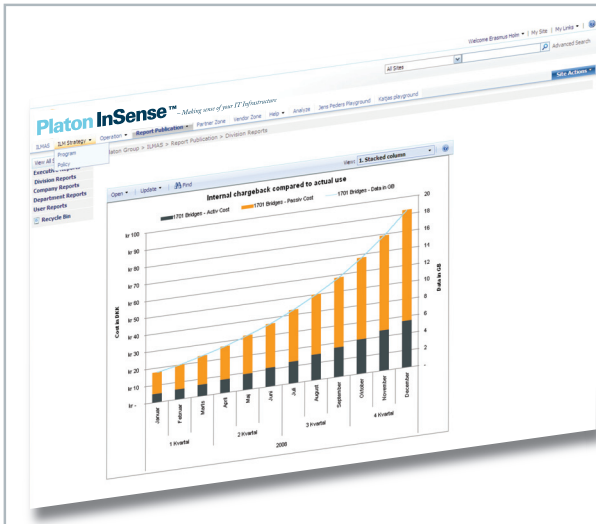 Welcome Erasmus Holm | My Site | My Links
All Sites
Advanced Search
Platon InSense™ - Making sense of your IT Infrastructure
Site Actions
ILMAS ILM Strategy Operation Report Publication Partner Zone Vendor Zone Help Analyze Jens Peders Playground Katjas playground
Program
Policy
Platon Group > ILMAS > Report Publication > Division Reports
View All S
Executive Reports
Division Reports
Company Reports
Department Reports
User Reports
Recycle Bin
Open | Update | Find
View: 1. Stacked column
Internal chargeback compared to actual use
1701 Bridges - Activ Cost 1701 Bridges - Passiv Cost 1701 Bridges - Data in GB
Cost in DKK
kr 100
kr 90
kr 80
kr 70
kr 60
kr 50
kr 40
kr 30
kr 20
kr 10
kr -
Data in GB
20
18
16
14
12
10
8
6
4
2
-
Januar Februar Marts April Maj Juni Juli August September Oktober November December
1 Kvartal 2 Kvartal 3 Kvartal 4 Kvartal
2008